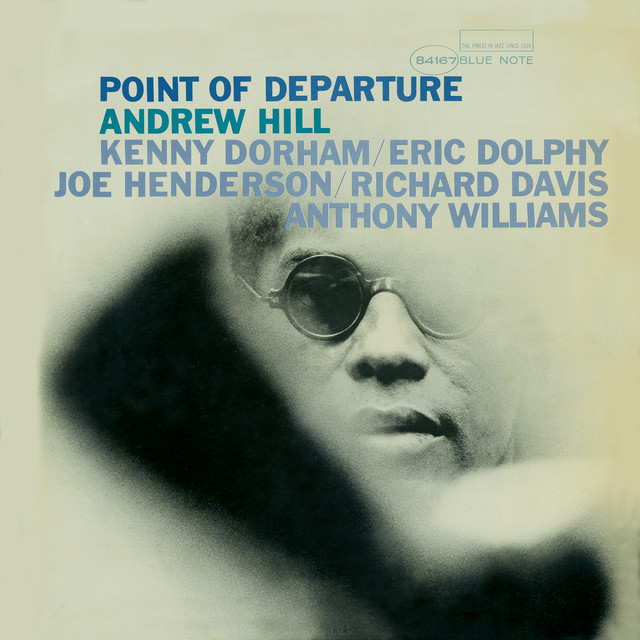 THE FINEST IN JAZZ SINCE 1939
84167 BLUE NOTE
POINT OF DEPARTURE
ANDREW HILL
KENNY DORHAM/ERIC DOLPHY
JOE HENDERSON/RICHARD DAVIS
ANTHONY WILLIAMS